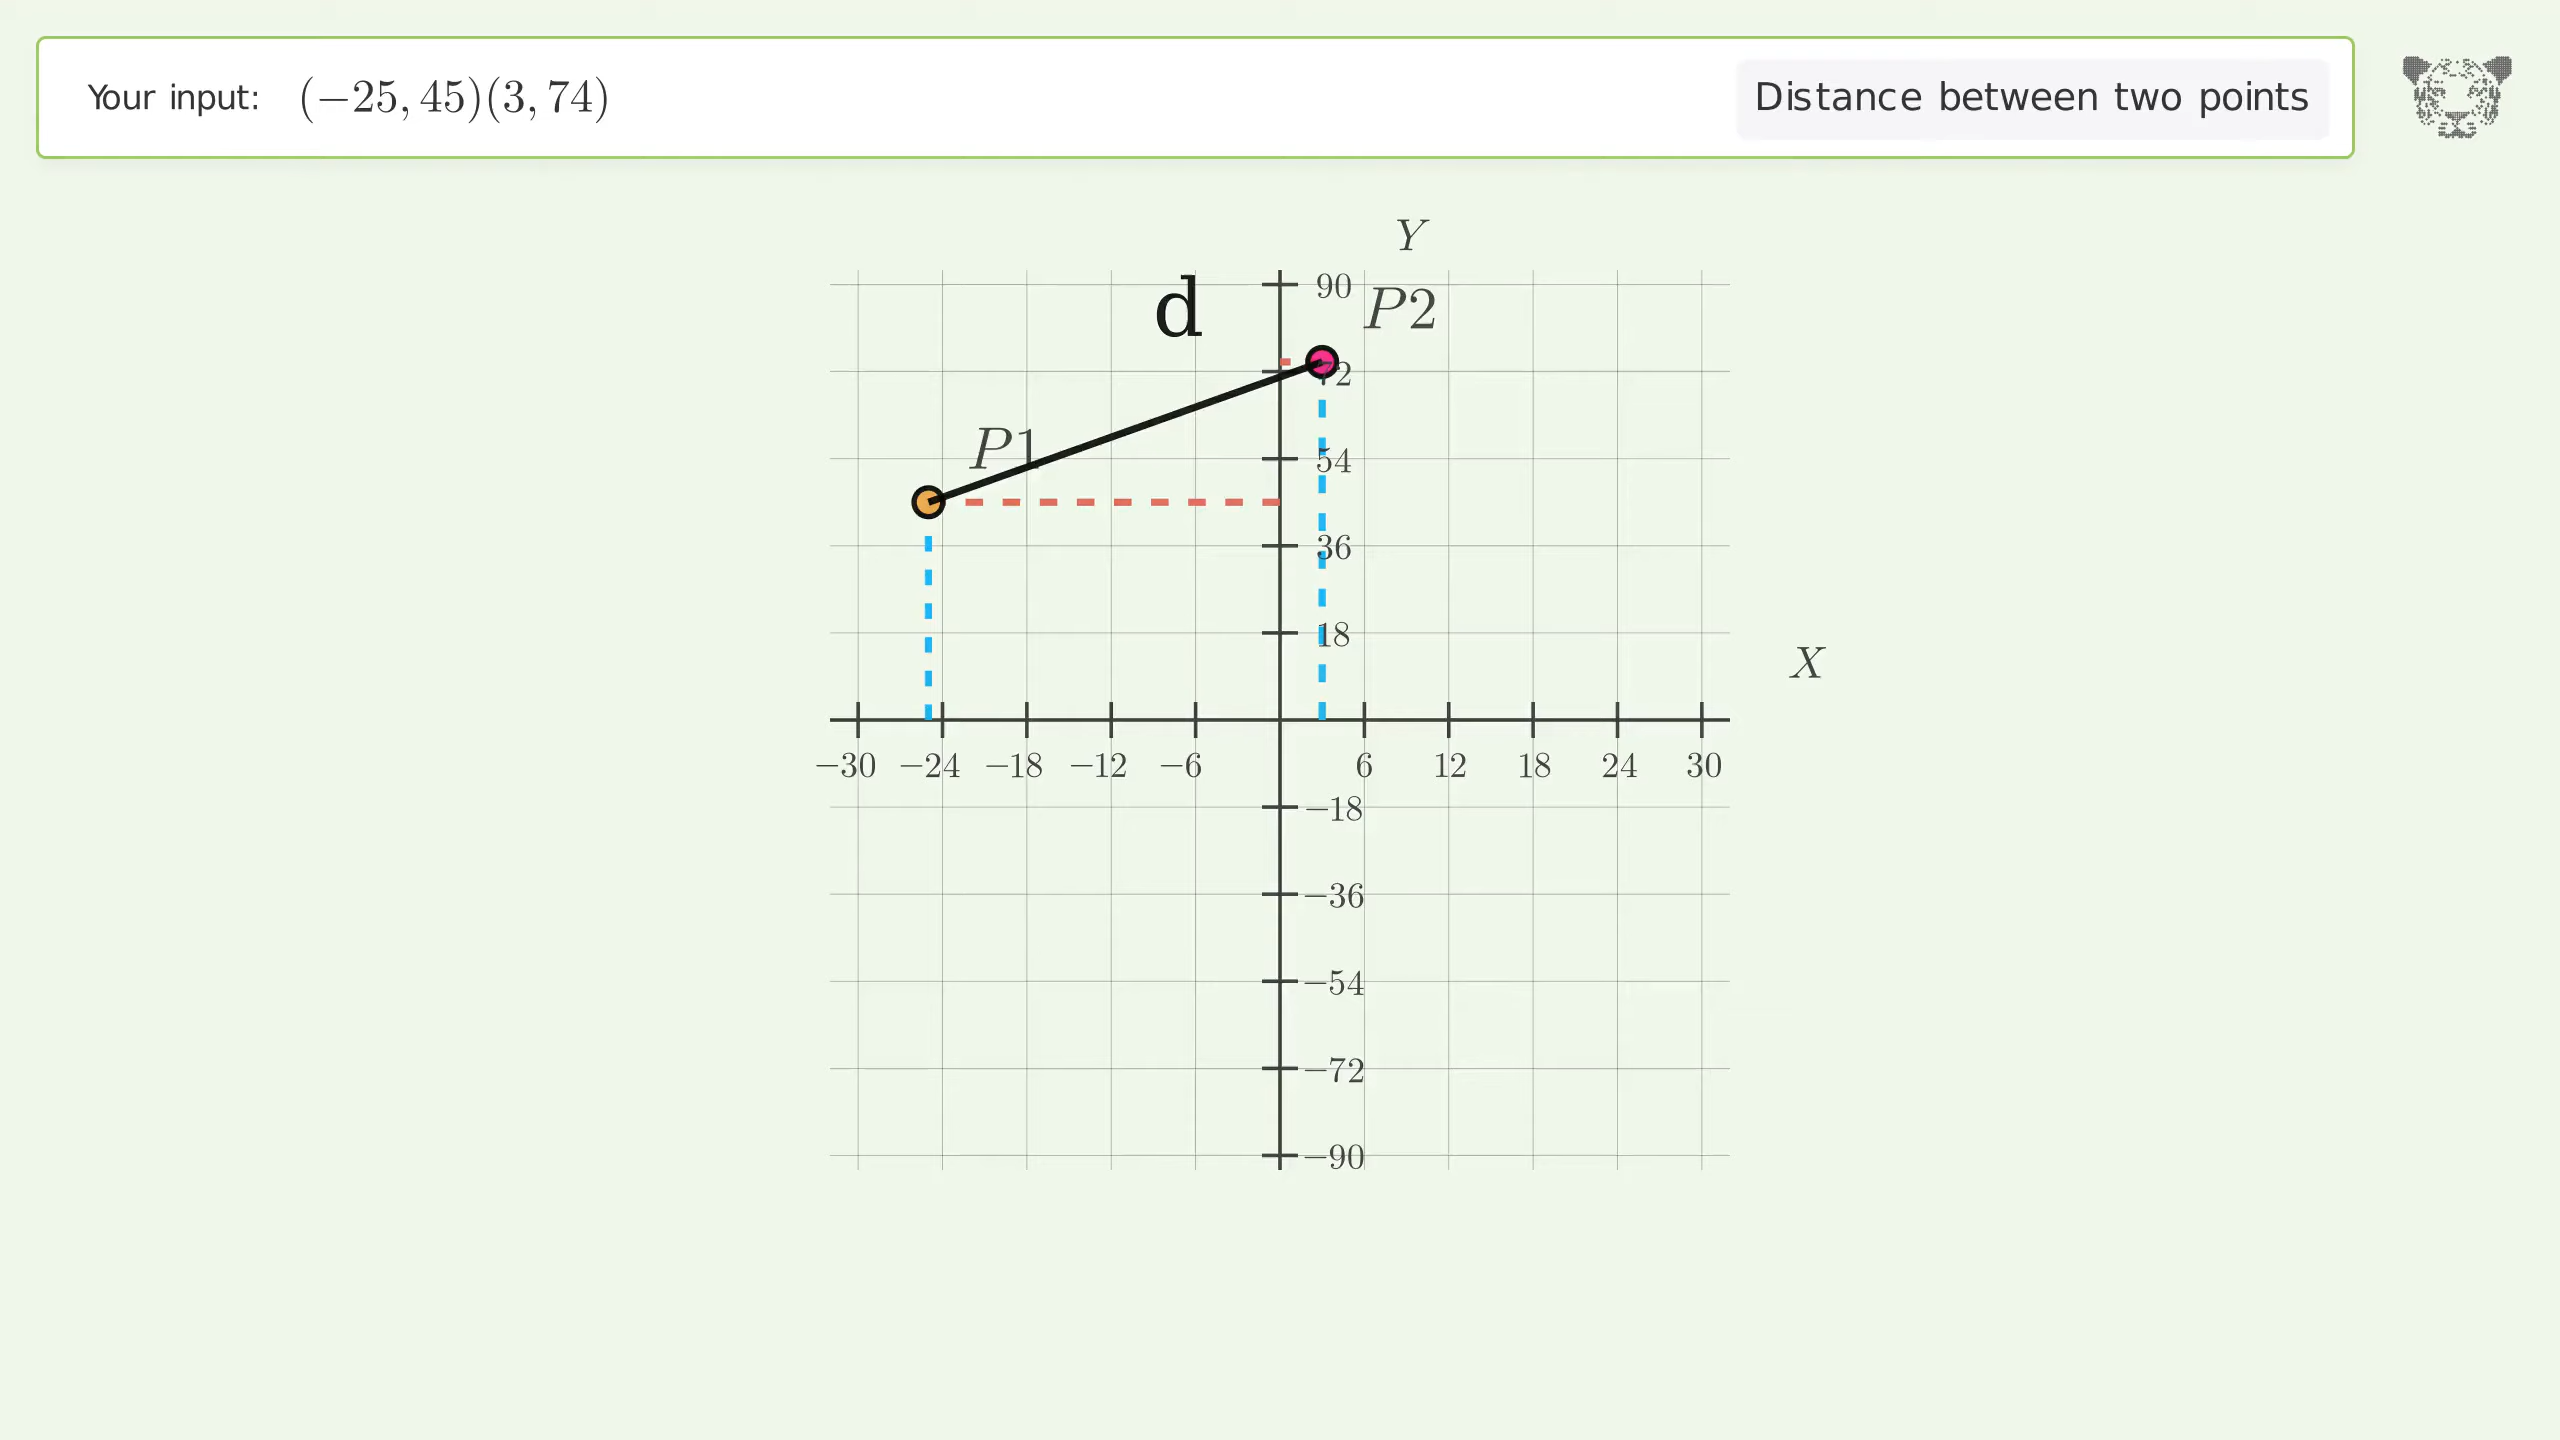 Your input: (−25, 45)(3, 74)
Distance between two points
Y
d
90
P2
72
P1
54
36
18
X
−30 −24 −18 −12 −6 6 12 18 24 30
−18
−36
−54
−72
−90